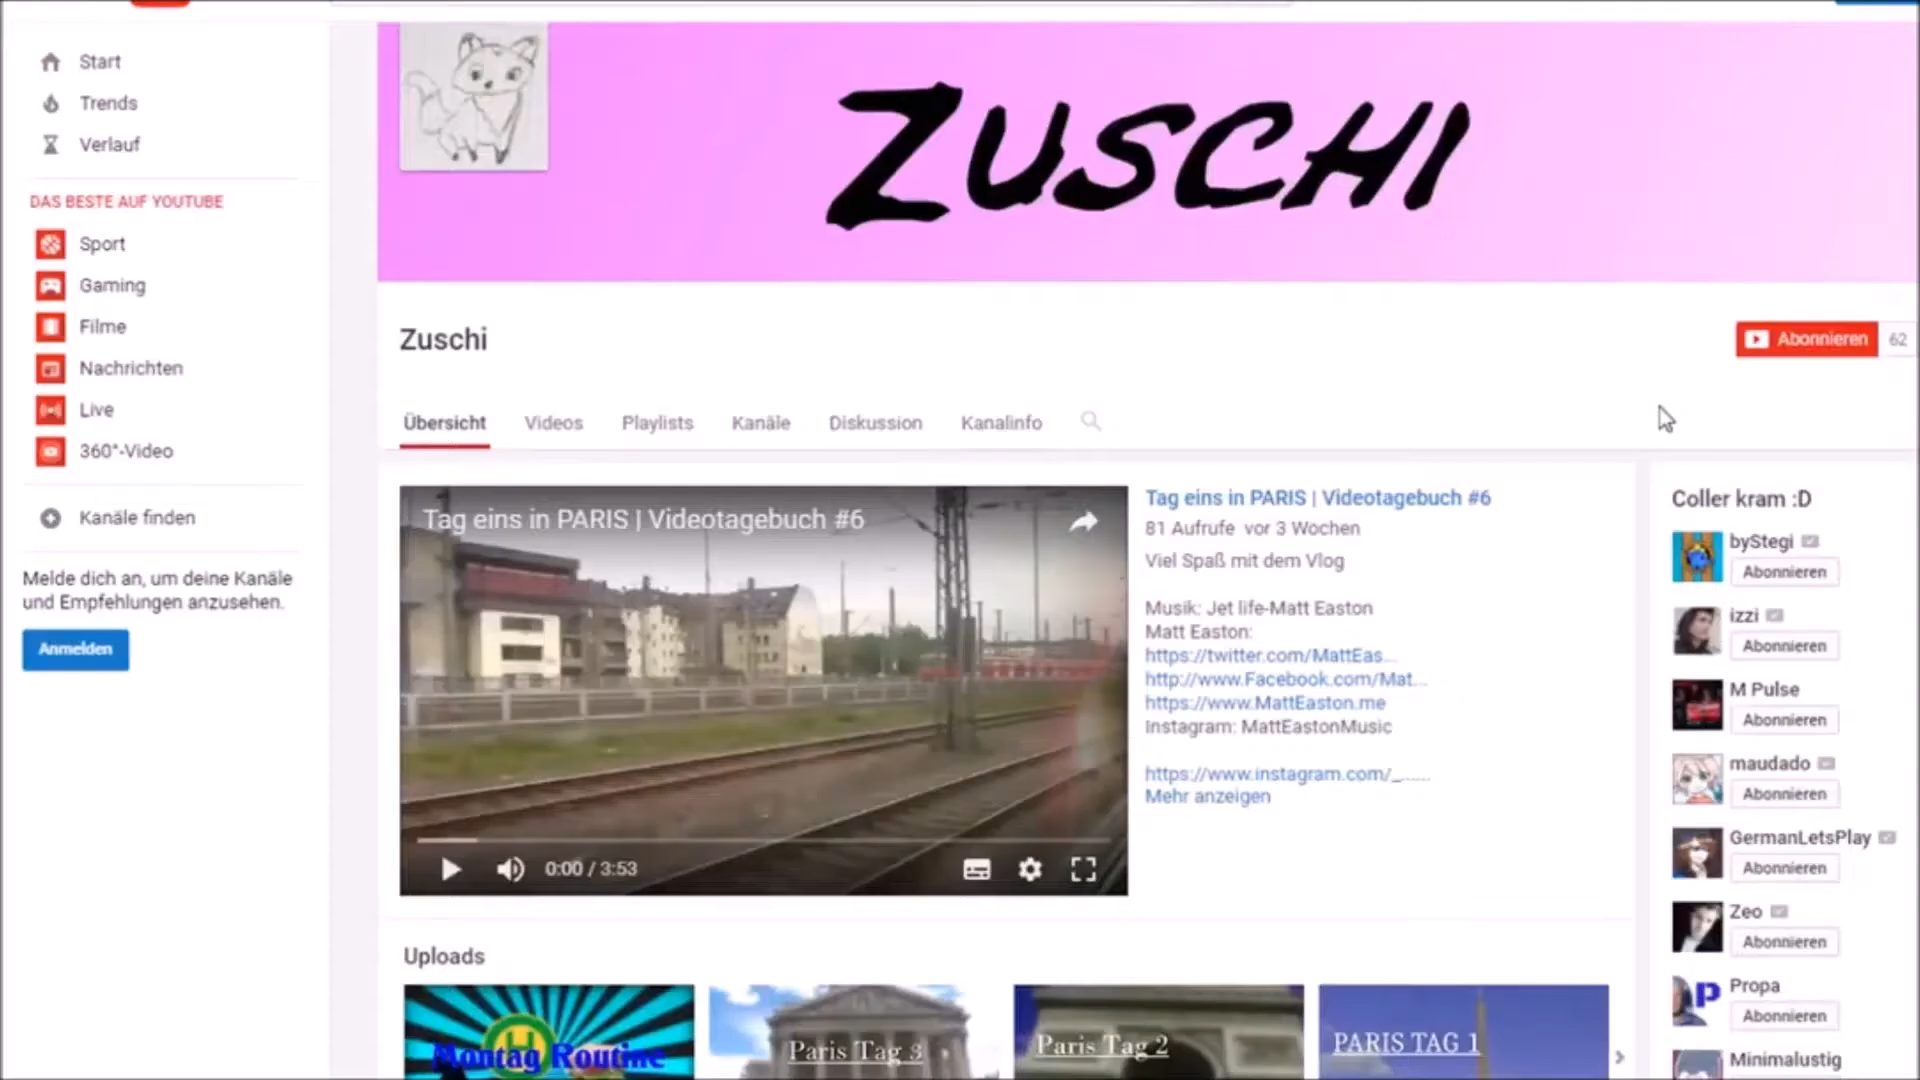 Start
Trends
Verlauf
DAS BESTE AUF YOUTUBE
Sport
Gaming
Filme
Nachrichten
Live
360°-Video
Kanäle finden
Melde dich an, um deine Kanäle
und Empfehlungen anzusehen.
Anmelden
ZUSCHI
Zuschi
Abonnieren 62
Übersicht Videos Playlists Kanäle Diskussion Kanalinfo
Tag eins in PARIS | Videotagebuch #6
0:00 / 3:53
Tag eins in PARIS | Videotagebuch #6
81 Aufrufe vor 3 Wochen
Viel Spaß mit dem Vlog
Musik: Jet life-Matt Easton
Matt Easton:
https://twitter.com/MattEas...
http://www.Facebook.com/Mat...
https://www.MattEaston.me
Instagram: MattEastonMusic
https://www.instagram.com/_......
Mehr anzeigen
Coller kram :D
byStegi
Abonnieren
izzi
Abonnieren
M Pulse
Abonnieren
maudado
Abonnieren
GermanLetsPlay
Abonnieren
Zeo
Abonnieren
P
Propa
Abonnieren
Minimalustig
Uploads
H
Montag Routine
Paris Tag 3
Paris Tag 2
PARIS TAG 1